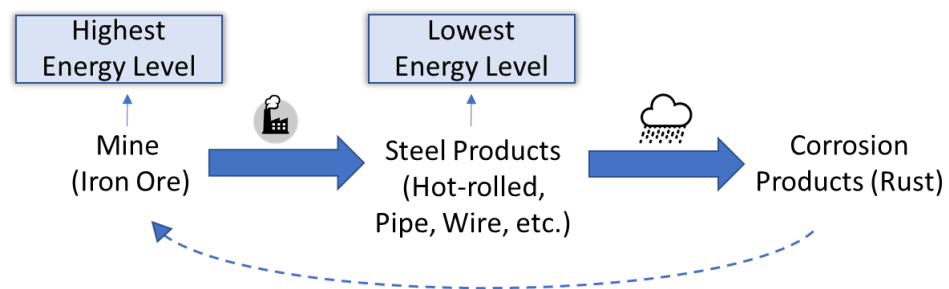 Highest
Energy Level
Lowest
Energy Level
Mine
(Iron Ore)
Steel Products
(Hot-rolled,
Pipe, Wire, etc.)
Corrosion
Products (Rust)